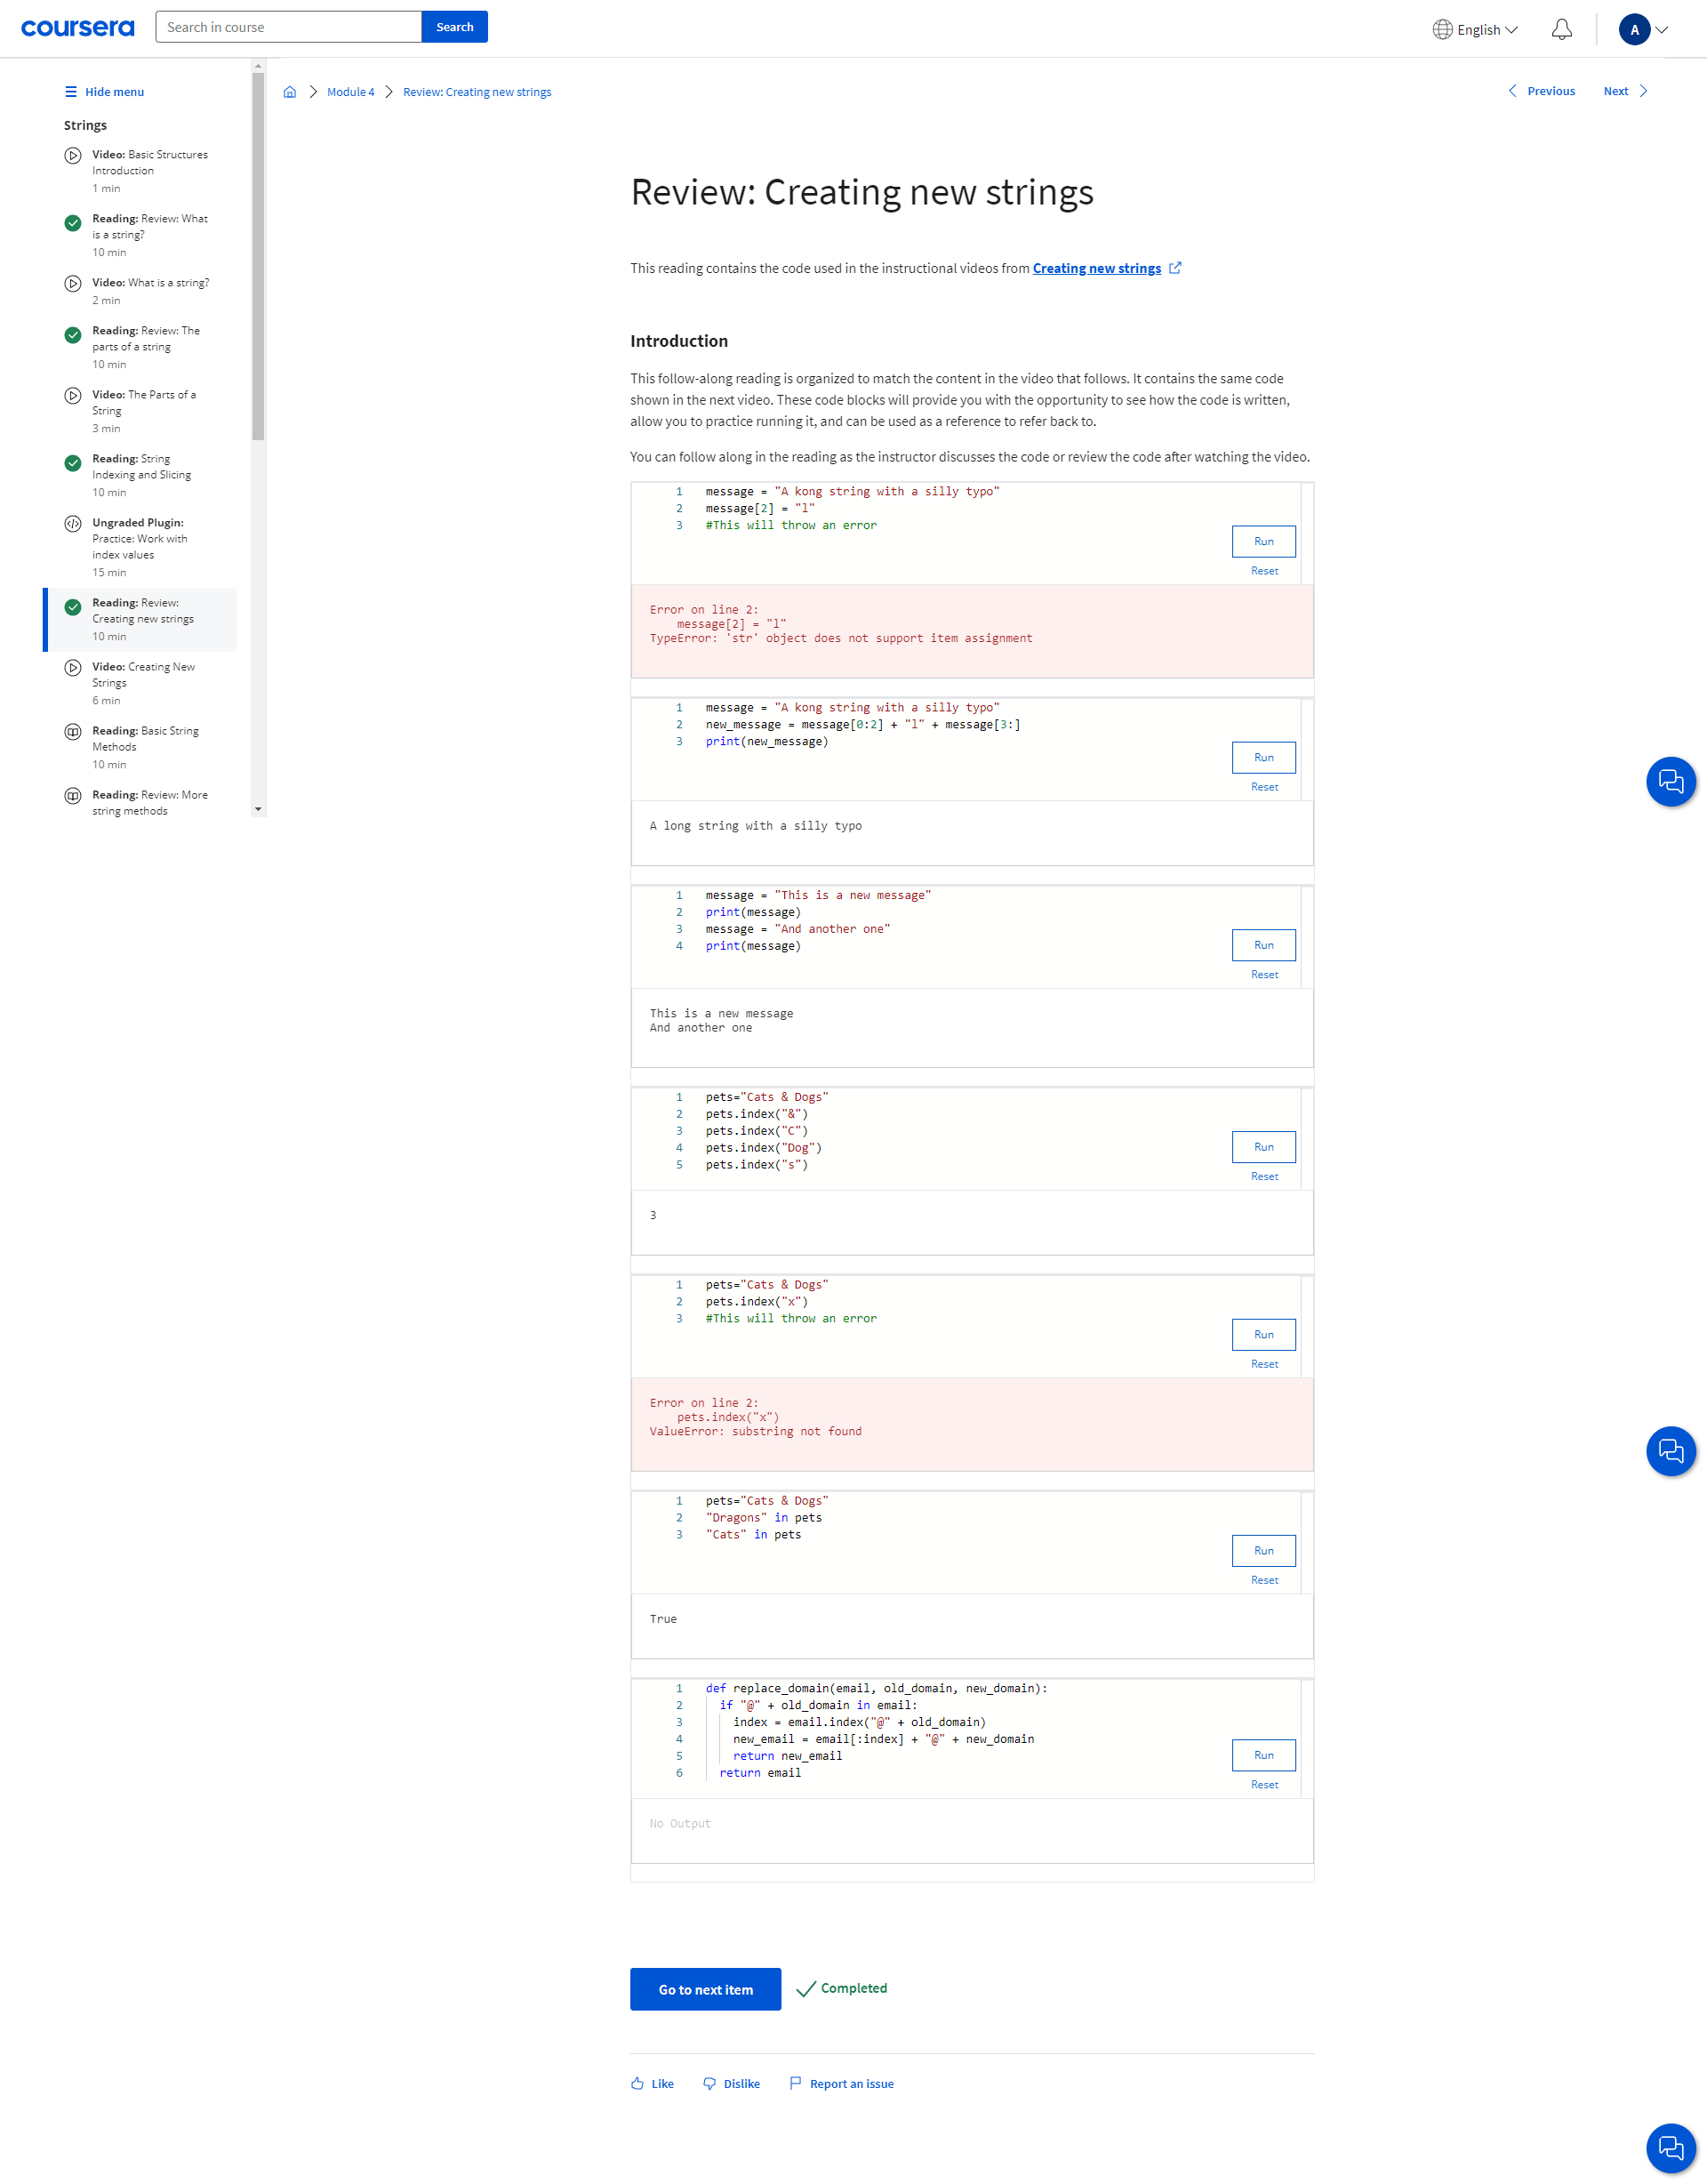 coursera
Search in course
Search
English
A
Hide menu
Strings
Video: Basic Structures
Introduction
1 min
Reading: Review: What
is a string?
10 min
Video: What is a string?
2 min
Reading: Review: The
parts of a string
10 min
Video: The Parts of a
String
3 min
Reading: String
Indexing and Slicing
10 min
Ungraded Plugin:
Practice: Work with
index values
15 min
Reading: Review:
Creating new strings
10 min
Video: Creating New
Strings
6 min
Reading: Basic String
Methods
10 min
Reading: Review: More
string methods
Module 4
Review: Creating new strings
Previous
Next
Review: Creating new strings
This reading contains the code used in the instructional videos from Creating new strings
Introduction
This follow-along reading is organized to match the content in the video that follows. It contains the same code
shown in the next video. These code blocks will provide you with the opportunity to see how the code is written,
allow you to practice running it, and can be used as a reference to refer back to.
You can follow along in the reading as the instructor discusses the code or review the code after watching the video.
1 message = "A kong string with a silly typo"
2 message[2] = "l"
3 #This will throw an error
Run
Reset
Error on line 2:
message[2] = "l"
TypeError: 'str' object does not support item assignment
1 message = "A kong string with a silly typo"
2 new_message = message[0:2] + "l" + message[3:]
3 print(new_message)
Run
Reset
A long string with a silly typo
1 message = "This is a new message"
2 print(message)
3 message = "And another one"
4 print(message)
Run
Reset
This is a new message
And another one
1 pets="Cats & Dogs"
2 pets.index("&")
3 pets.index("C")
4 pets.index("Dog")
5 pets.index("s")
Run
Reset
3
1 pets="Cats & Dogs"
2 pets.index("x")
3 #This will throw an error
Run
Reset
Error on line 2:
pets.index("x")
ValueError: substring not found
1 pets="Cats & Dogs"
2 "Dragons" in pets
3 "Cats" in pets
Run
Reset
True
1 def replace_domain(email, old_domain, new_domain):
2 if "@" + old_domain in email:
3 index = email.index("@" + old_domain)
4 new_email = email[:index] + "@" + new_domain
5 return new_email
6 return email
Run
Reset
No Output
Go to next item
Completed
Like
Dislike
Report an issue